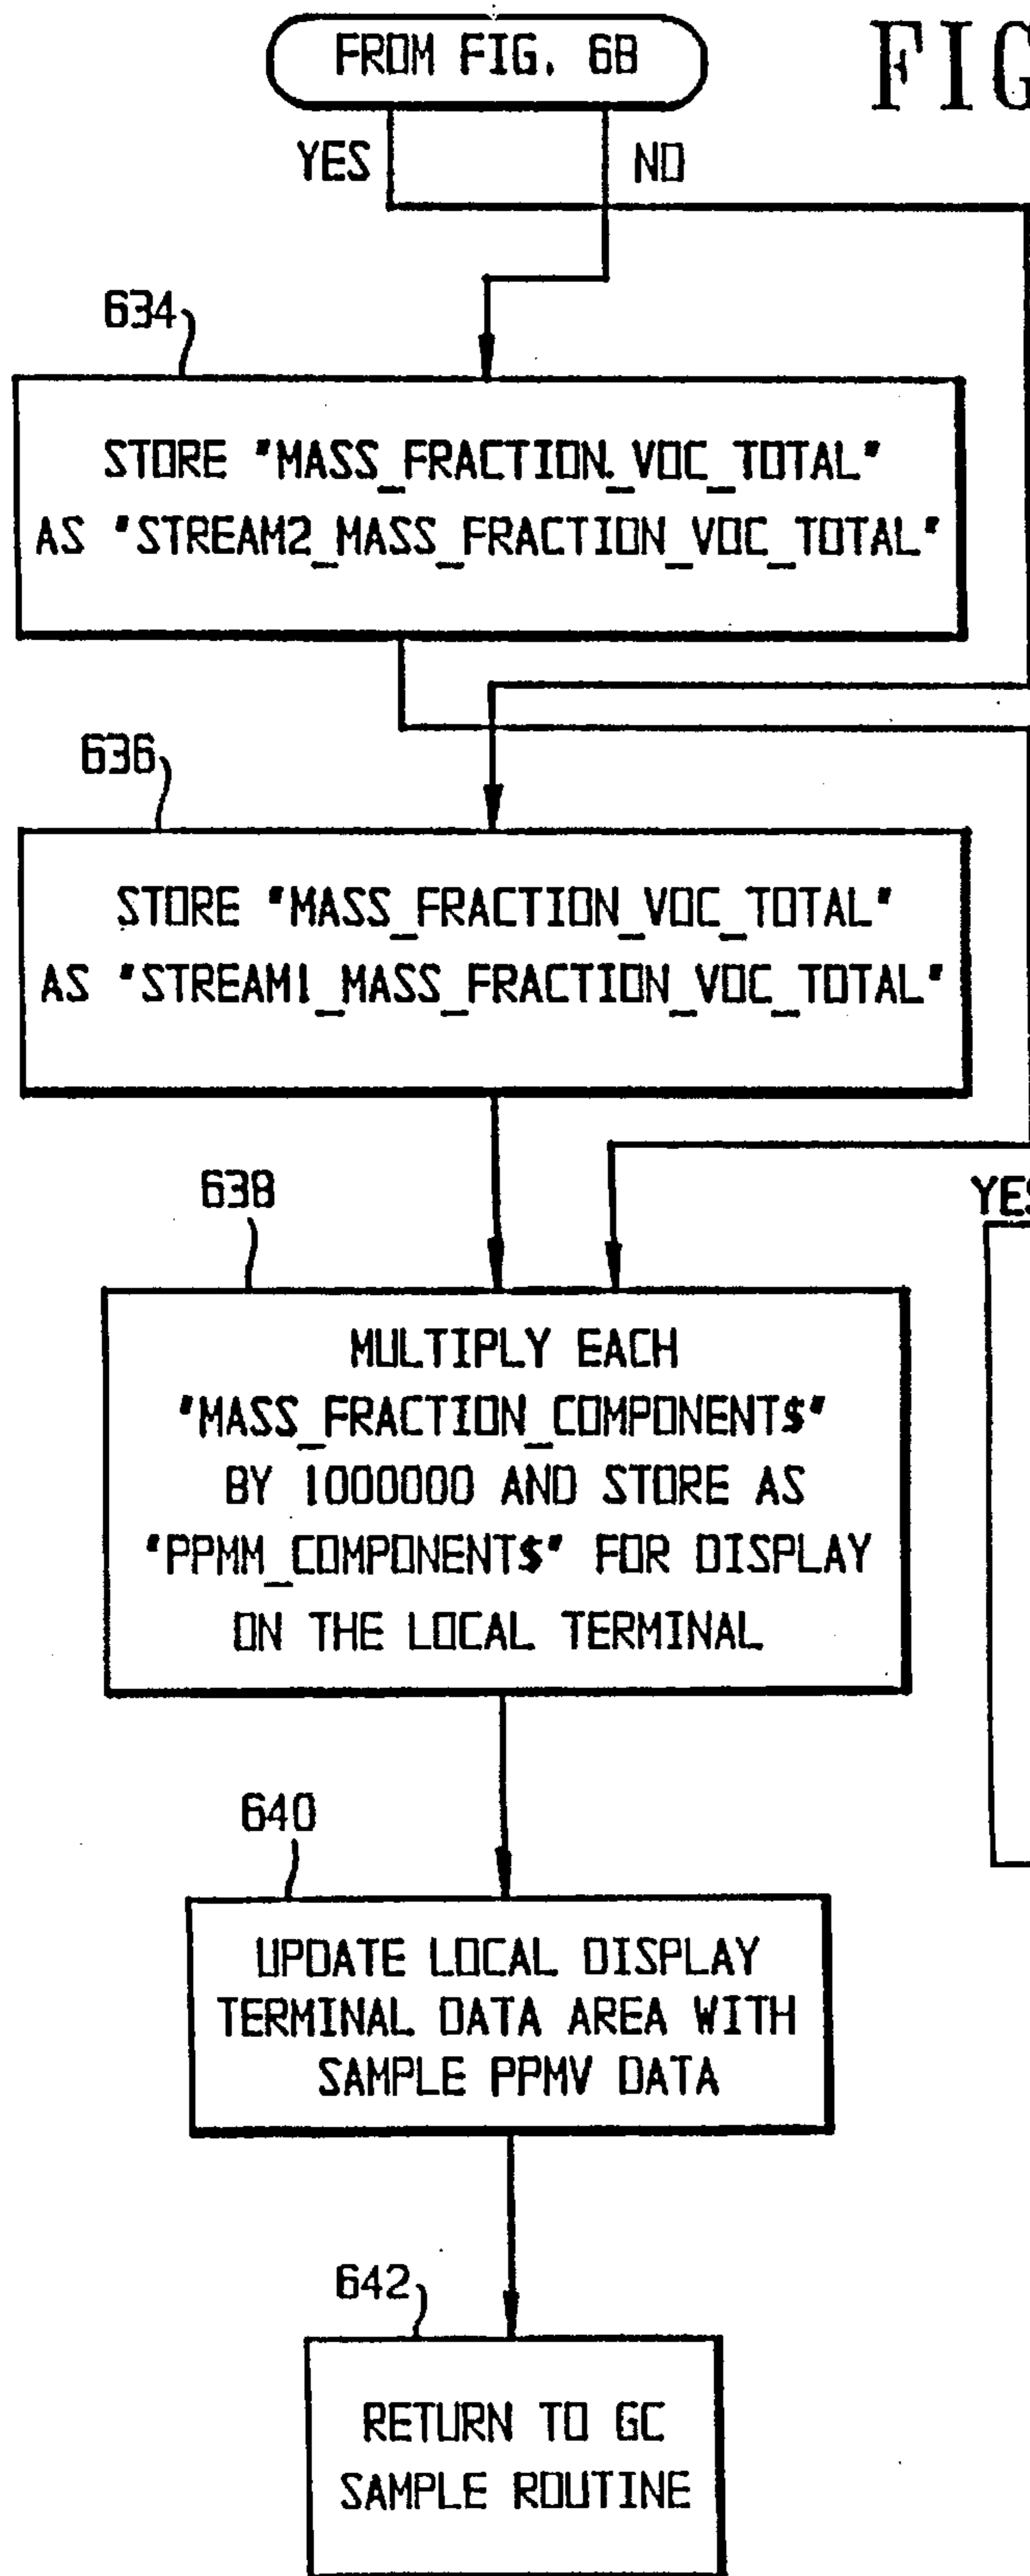 FROM FIG. 6B
FIG
YES
NO
634
STORE "MASS_FRACTION_VOC_TOTAL"
AS "STREAM2_MASS_FRACTION_VOC_TOTAL"
636
STORE "MASS_FRACTION_VOC_TOTAL"
AS "STREAM1_MASS_FRACTION_VOC_TOTAL"
638
YES
MULTIPLY EACH
"MASS_FRACTION_COMPONENT$"
BY 1000000 AND STORE AS
"PPMM_COMPONENT$" FOR DISPLAY
ON THE LOCAL TERMINAL
640
UPDATE LOCAL DISPLAY
TERMINAL DATA AREA WITH
SAMPLE PPMV DATA
642
RETURN TO GC
SAMPLE ROUTINE